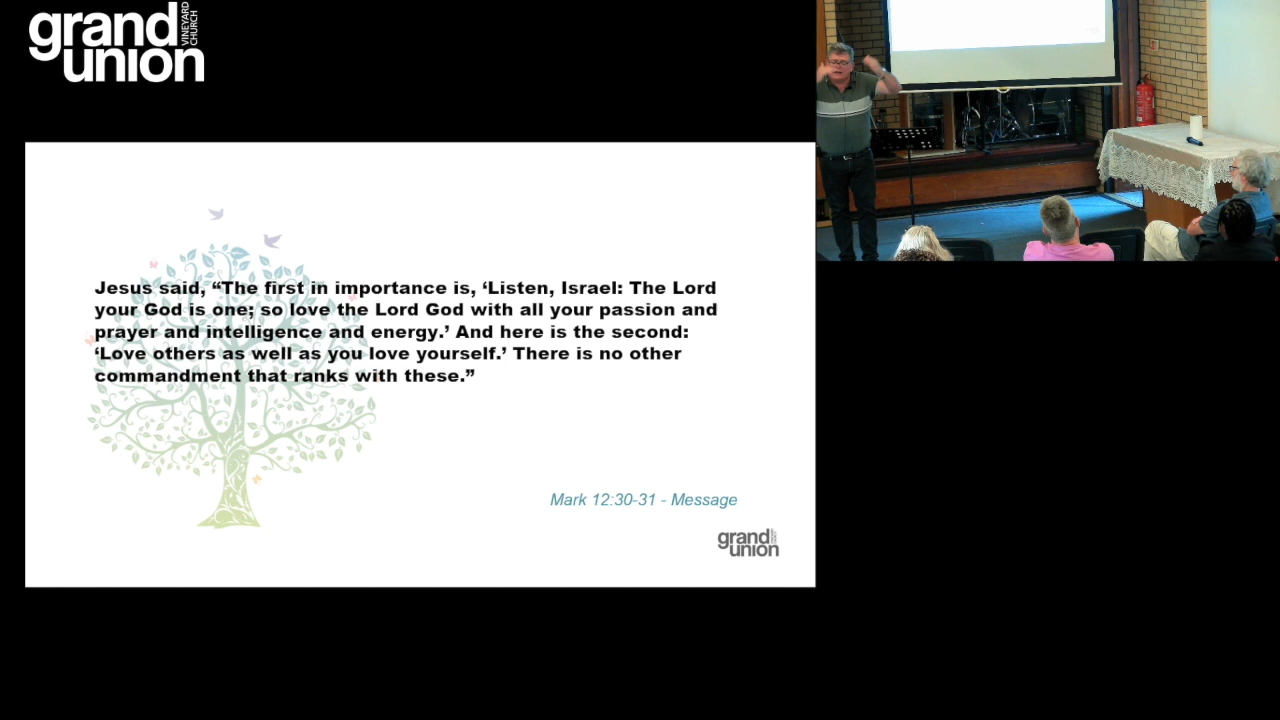 grand
union
VINEYARD
CHURCH
Jesus said, “The first in importance is, ‘Listen, Israel: The Lord
your God is one; so love the Lord God with all your passion and
prayer and intelligence and energy.’ And here is the second:
‘Love others as well as you love yourself.’ There is no other
commandment that ranks with these.”
Mark 12:30-31 - Message
grand
union